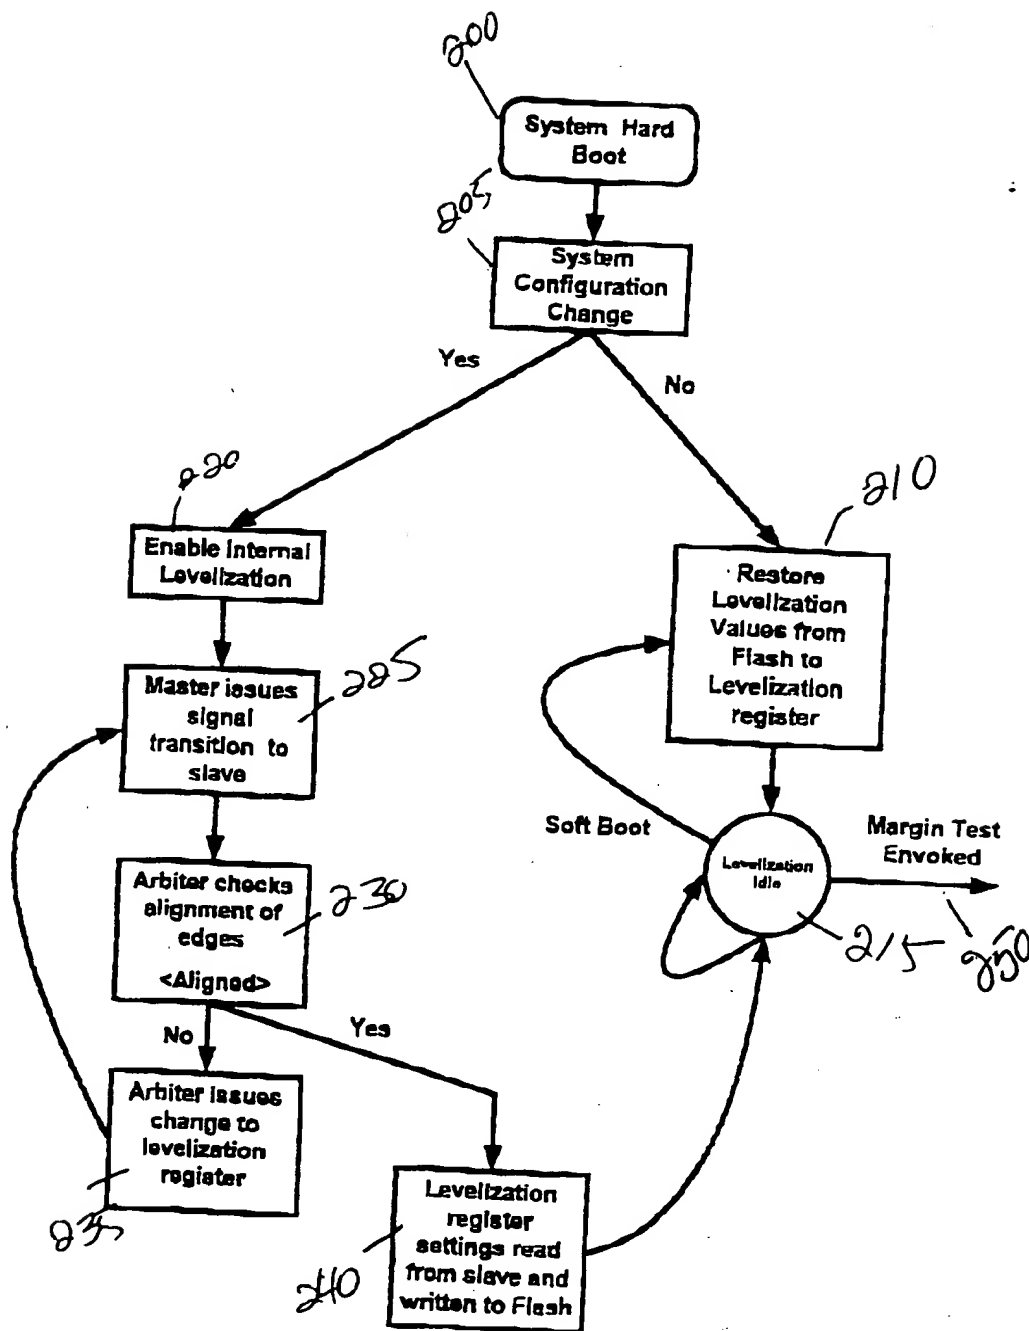 200
System Hard
Boot
205
System
Configuration
Change
Yes
No
220
210
Enable Internal
Levelization
Restore
Levelization
Values from
Flash to
Levelization
register
225
Master issues
signal
transition to
slave
Soft Boot
Levelization
Idle
Margin Test
Envoked
Arbiter checks
alignment of
edges
<Aligned>
230
215
250
No
Yes
Arbiter issues
change to
levelization
register
235
Levelization
register
settings read
from slave and
written to Flash
240